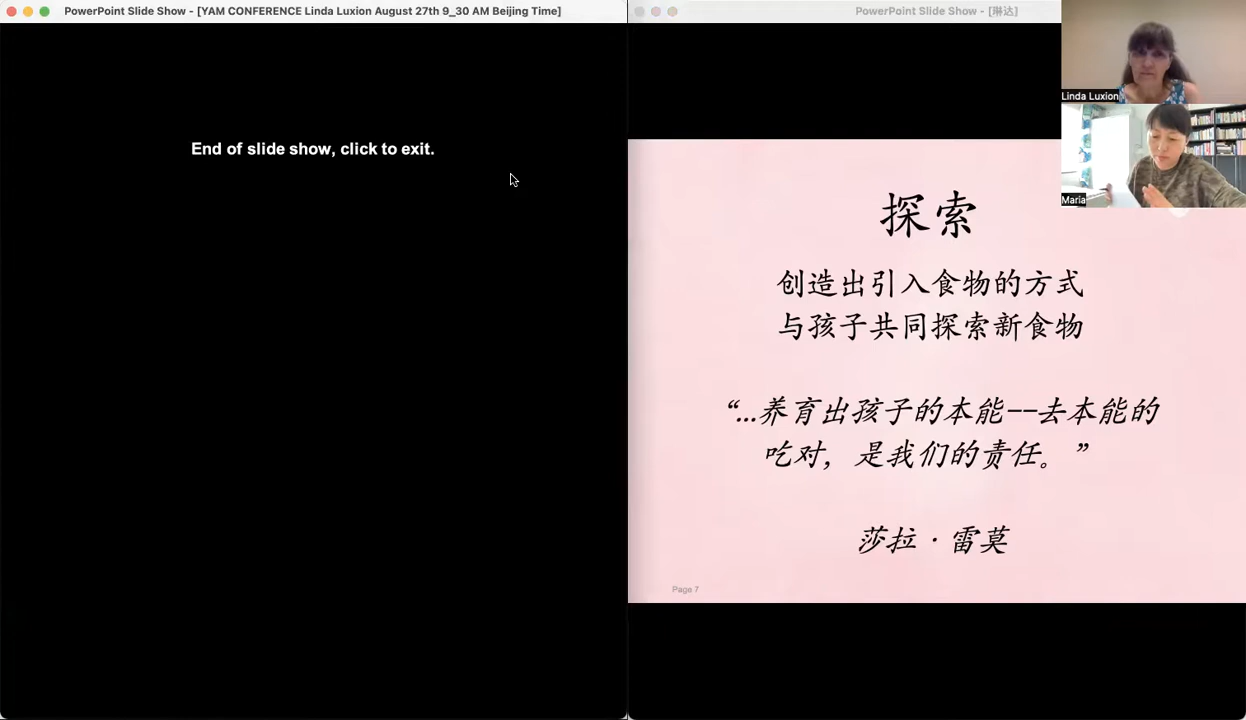 PowerPoint Slide Show - [YAM CONFERENCE Linda Luxion August 27th 9_30 AM Beijing Time]
End of slide show, click to exit.
PowerPoint Slide Show - [琳达]
Linda Luxion
Maria
探索
创造出引入食物的方式
与孩子共同探索新食物
“...养育出孩子的本能--去本能的
吃对，是我们的责任。”
莎拉·雷莫
Page 7